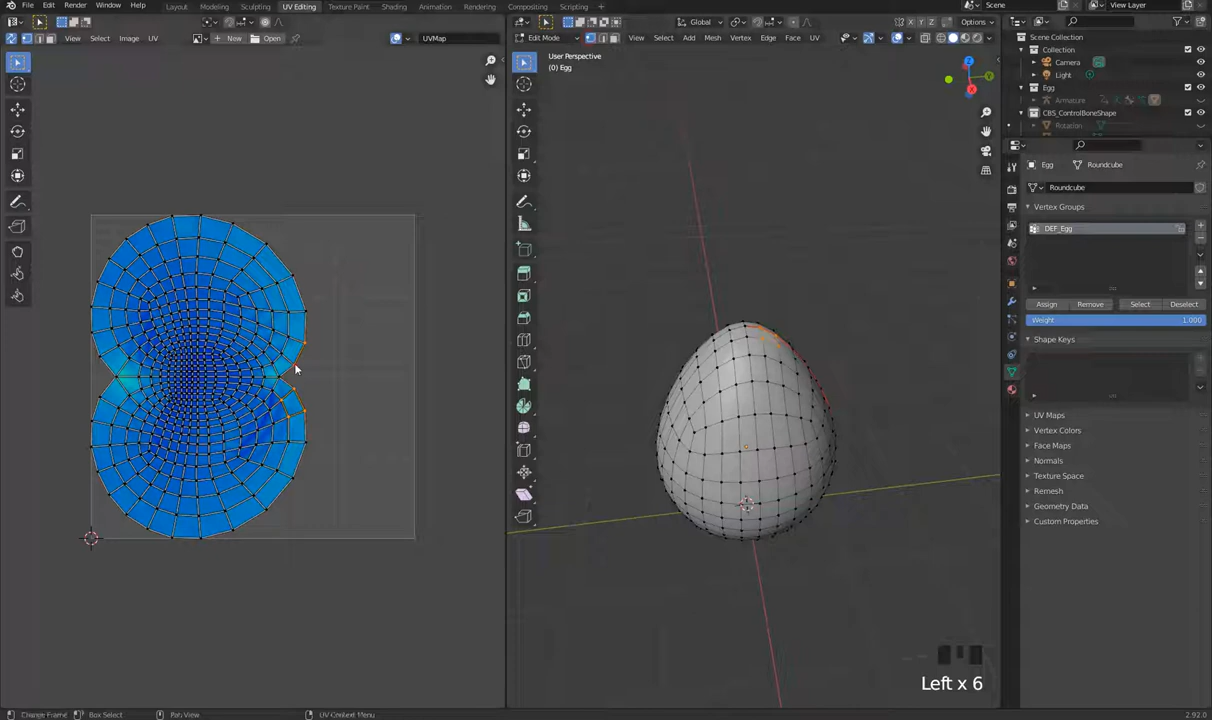 File Edit Render Window Help Layout Modeling Sculpting UV Editing Texture Paint Shading Animation Rendering Compositing Scripting Scene View Layer
Global X Y Z Options
View Select Image UV New Open UVMap Edit Mode View Select Add Mesh Vertex Edge Face UV
Scene Collection
Collection
Camera
Light
Egg
Armature
CBS_ControlBoneShape
Rotation
User Perspective
(0) Egg
Z
Y
X
Egg Roundcube
Roundcube
Vertex Groups
DEF_Egg
Assign Remove Select Deselect
Weight 1.000
Shape Keys
UV Maps
Vertex Colors
Face Maps
Normals
Texture Space
Remesh
Geometry Data
Custom Properties
Left x 6
Change Frame Box Select Pan View UV Context Menu 2.92.0